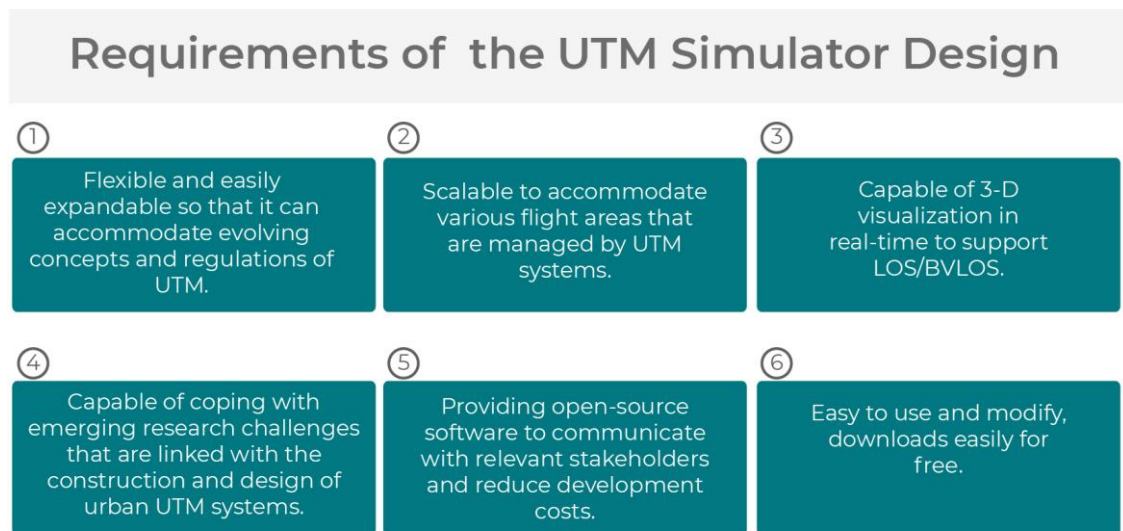 Requirements of the UTM Simulator Design
1
Flexible and easily
expandable so that it can
accommodate evolving
concepts and regulations of
UTM.
2
Scalable to accommodate
various flight areas that
are managed by UTM
systems.
3
Capable of 3-D
visualization in
real-time to support
LOS/BVLOS.
4
Capable of coping with
emerging research challenges
that are linked with the
construction and design of
urban UTM systems.
5
Providing open-source
software to communicate
with relevant stakeholders
and reduce development
costs.
6
Easy to use and modify,
downloads easily for
free.